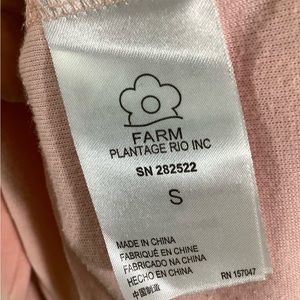 FARM
PLANTAGE RIO INC
SN 282522
S
MADE IN CHINA
FABRIQUÉ EN CHINE
FABRICADO NA CHINA
HECHO EN CHINA
中国制造
RN 157047